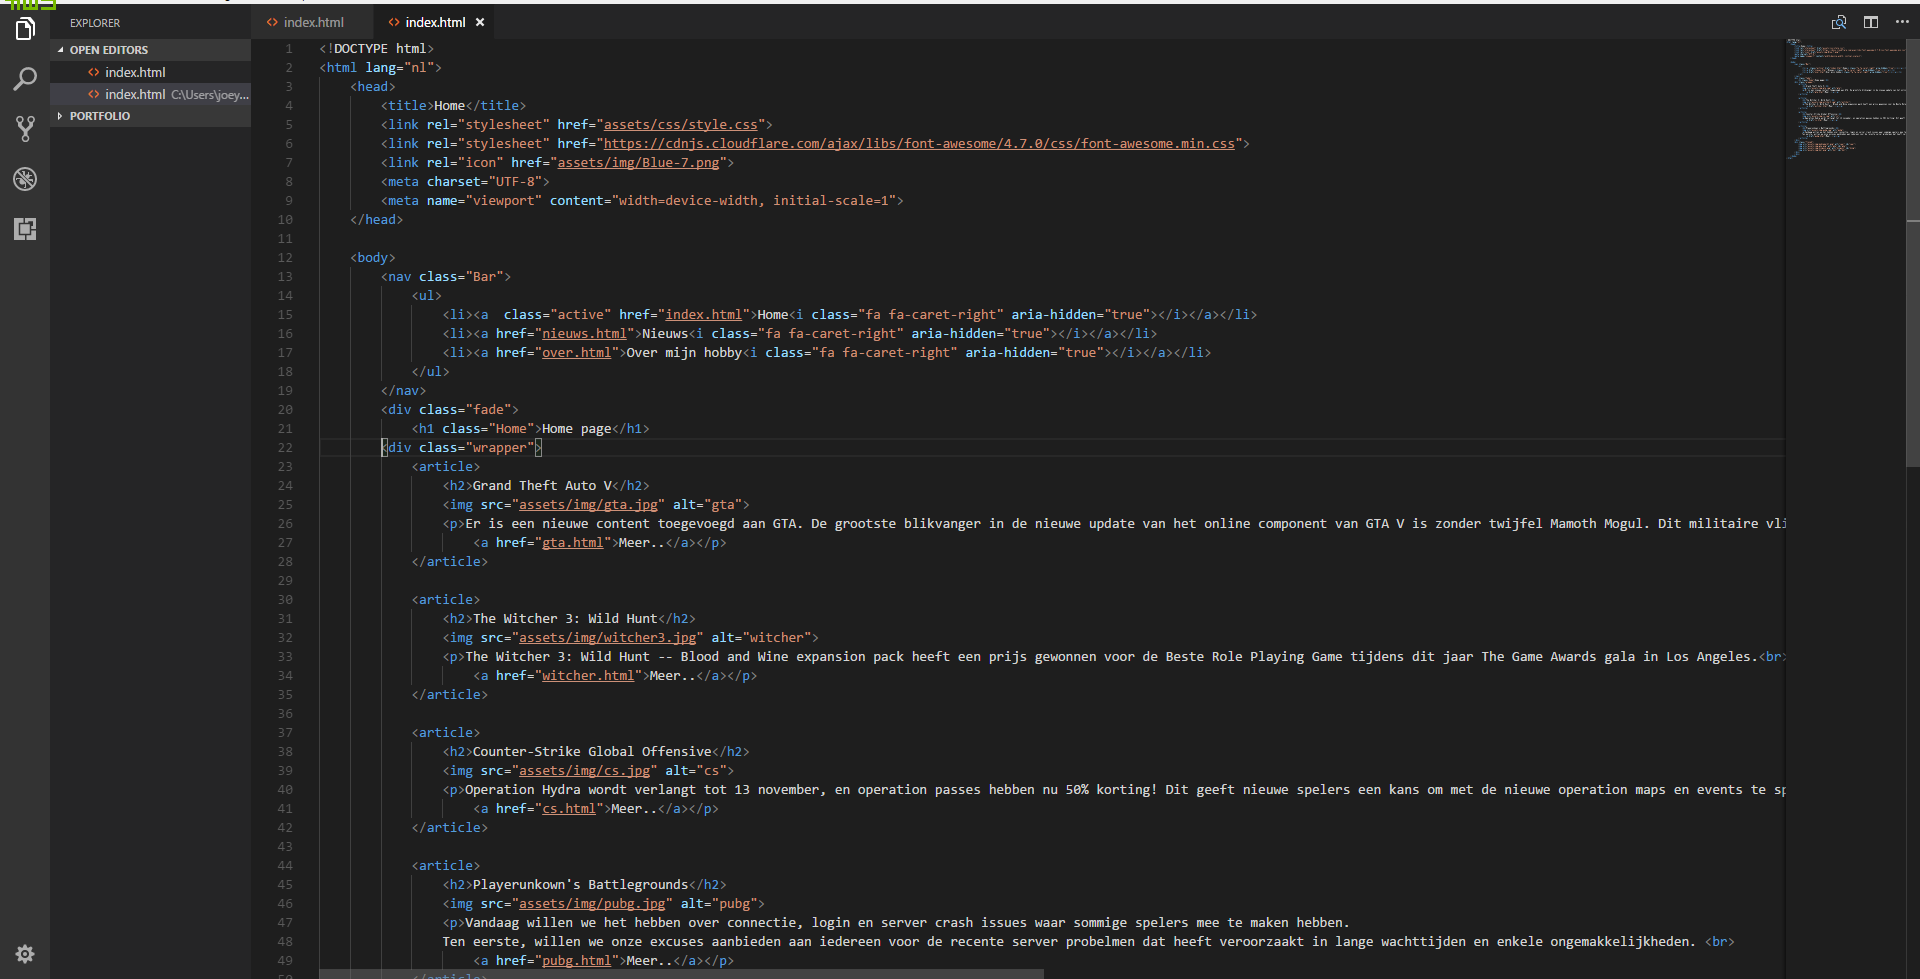 EXPLORER
OPEN EDITORS
index.html
index.html C:\Users\joey...
PORTFOLIO
index.html
index.html
1 <!DOCTYPE html>
2 <html lang="nl">
3 <head>
4 <title>Home</title>
5 <link rel="stylesheet" href="assets/css/style.css">
6 <link rel="stylesheet" href="https://cdnjs.cloudflare.com/ajax/libs/font-awesome/4.7.0/css/font-awesome.min.css">
7 <link rel="icon" href="assets/img/Blue-7.png">
8 <meta charset="UTF-8">
9 <meta name="viewport" content="width=device-width, initial-scale=1">
10 </head>
11
12 <body>
13 <nav class="Bar">
14 <ul>
15 <li><a  class="active" href="index.html">Home<i class="fa fa-caret-right" aria-hidden="true"></i></a></li>
16 <li><a href="nieuws.html">Nieuws<i class="fa fa-caret-right" aria-hidden="true"></i></a></li>
17 <li><a href="over.html">Over mijn hobby<i class="fa fa-caret-right" aria-hidden="true"></i></a></li>
18 </ul>
19 </nav>
20 <div class="fade">
21 <h1 class="Home">Home page</h1>
22 <div class="wrapper">
23 <article>
24 <h2>Grand Theft Auto V</h2>
25 <img src="assets/img/gta.jpg" alt="gta">
26 <p>Er is een nieuwe content toegevoegd aan GTA. De grootste blikvanger in de nieuwe update van het online component van GTA V is zonder twijfel Mamoth Mogul. Dit militaire vli
27 <a href="gta.html">Meer..</a></p>
28 </article>
29
30 <article>
31 <h2>The Witcher 3: Wild Hunt</h2>
32 <img src="assets/img/witcher3.jpg" alt="witcher">
33 <p>The Witcher 3: Wild Hunt -- Blood and Wine expansion pack heeft een prijs gewonnen voor de Beste Role Playing Game tijdens dit jaar The Game Awards gala in Los Angeles.<br>
34 <a href="witcher.html">Meer..</a></p>
35 </article>
36
37 <article>
38 <h2>Counter-Strike Global Offensive</h2>
39 <img src="assets/img/cs.jpg" alt="cs">
40 <p>Operation Hydra wordt verlangt tot 13 november, en operation passes hebben nu 50% korting! Dit geeft nieuwe spelers een kans om met de nieuwe operation maps en events te sp
41 <a href="cs.html">Meer..</a></p>
42 </article>
43
44 <article>
45 <h2>Playerunkown's Battlegrounds</h2>
46 <img src="assets/img/pubg.jpg" alt="pubg">
47 <p>Vandaag willen we het hebben over connectie, login en server crash issues waar sommige spelers mee te maken hebben.
48 Ten eerste, willen we onze excuses aanbieden aan iedereen voor de recente server probelmen dat heeft veroorzaakt in lange wachttijden en enkele ongemakkelijkheden. <br>
49 <a href="pubg.html">Meer..</a></p>